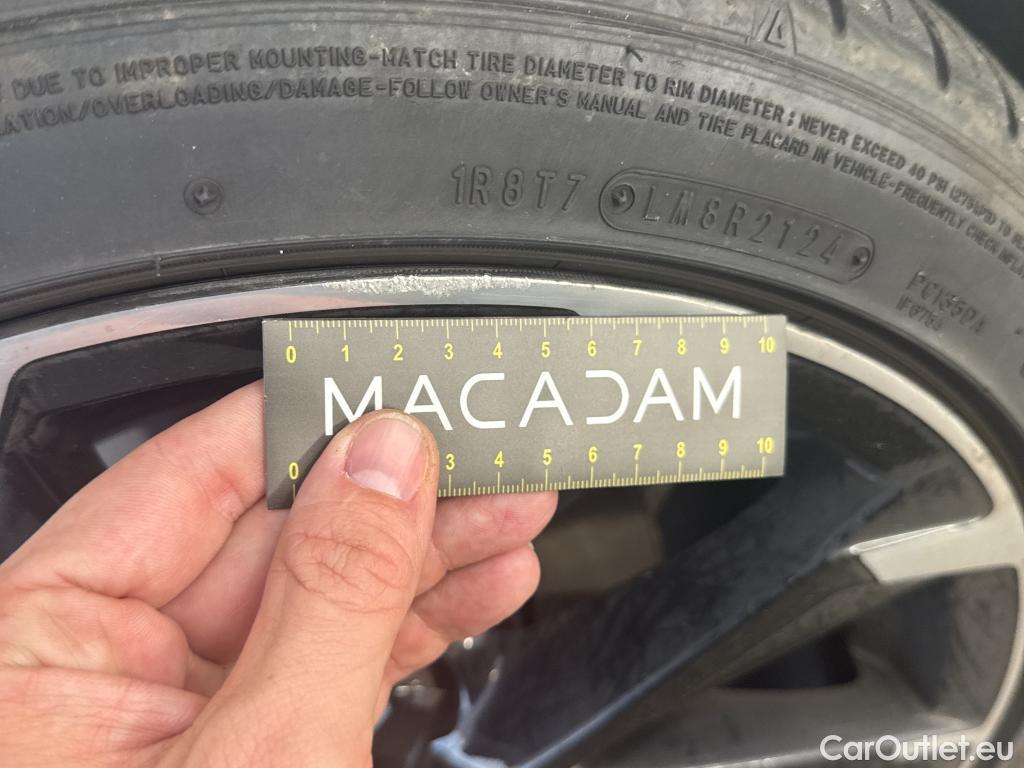 DUE TO IMPROPER MOUNTING-MATCH TIRE DIAMETER TO RIM DIAMETER; NEVER EXCEED 40 PSI (275kPa) TO
/OVERLOADING/DAMAGE-FOLLOW OWNER'S MANUAL AND TIRE PLACARD IN VEHICLE-FREQUENTLY CHECK
1R8T7 LM8R2124
0 1 2 3 4 5 6 7 8 9 10
MACADAM
0 3 4 5 6 7 8 9 10
CarOutlet.eu